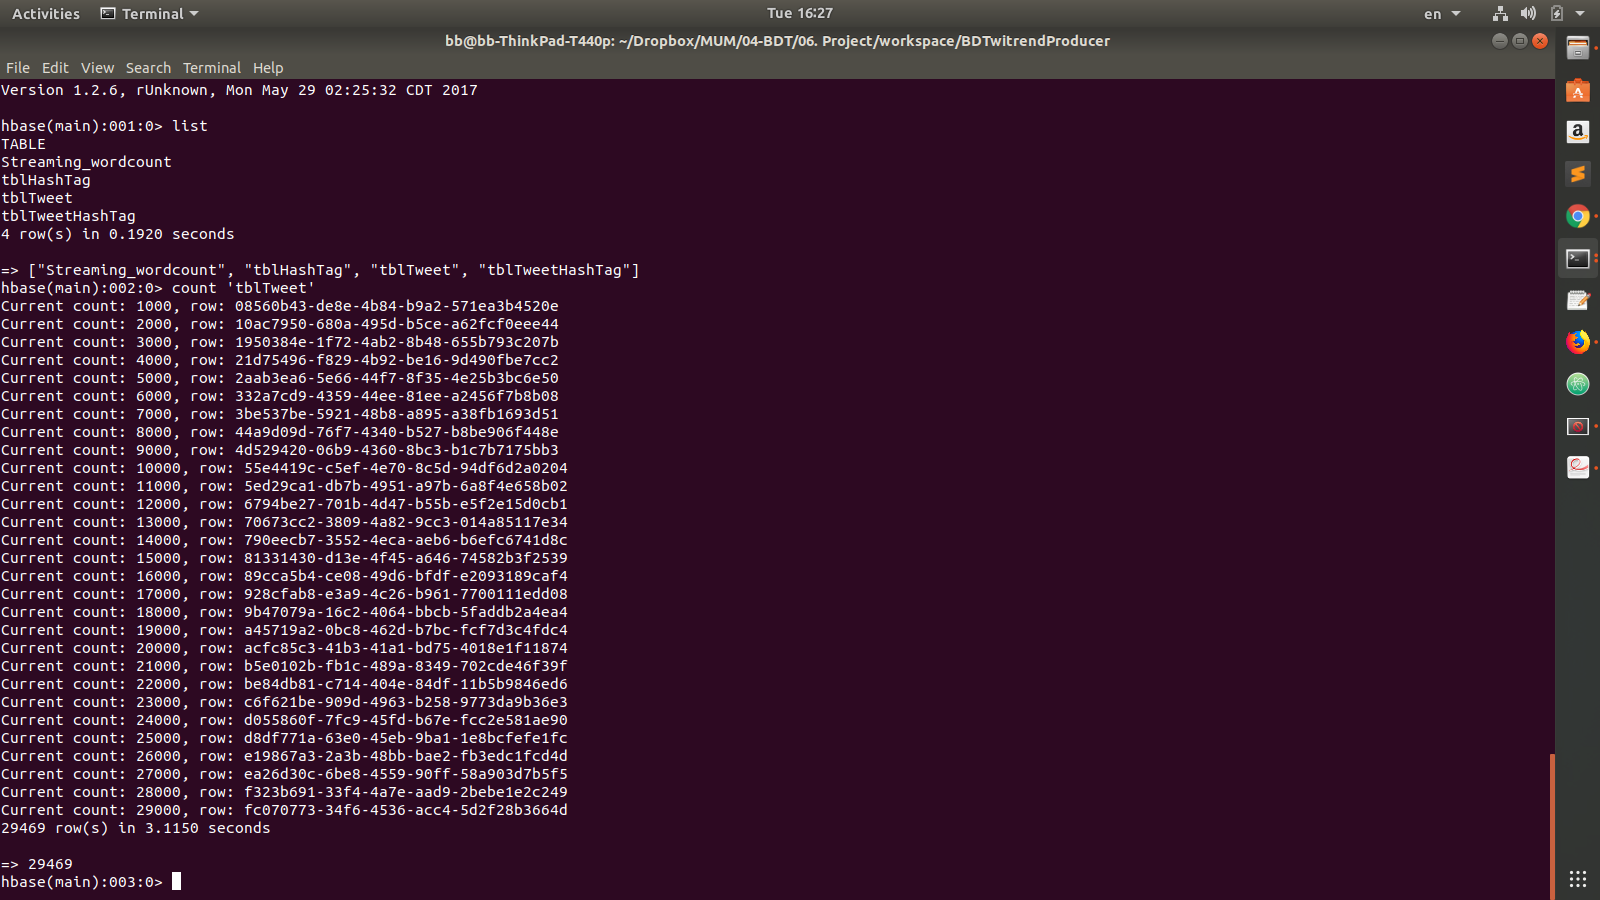 Activities Terminal Tue 16:27 en
bb@bb-ThinkPad-T440p: ~/Dropbox/MUM/04-BDT/06. Project/workspace/BDTwitrendProducer
File Edit View Search Terminal Help
Version 1.2.6, rUnknown, Mon May 29 02:25:32 CDT 2017
hbase(main):001:0> list
TABLE
Streaming_wordcount
tblHashTag
tblTweet
tblTweetHashTag
4 row(s) in 0.1920 seconds
=> ["Streaming_wordcount", "tblHashTag", "tblTweet", "tblTweetHashTag"]
hbase(main):002:0> count 'tblTweet'
Current count: 1000, row: 08560b43-de8e-4b84-b9a2-571ea3b4520e
Current count: 2000, row: 10ac7950-680a-495d-b5ce-a62fcf0eee44
Current count: 3000, row: 1950384e-1f72-4ab2-8b48-655b793c207b
Current count: 4000, row: 21d75496-f829-4b92-be16-9d490fbe7cc2
Current count: 5000, row: 2aab3ea6-5e66-44f7-8f35-4e25b3bc6e50
Current count: 6000, row: 332a7cd9-4359-44ee-81ee-a2456f7b8b08
Current count: 7000, row: 3be537be-5921-48b8-a895-a38fb1693d51
Current count: 8000, row: 44a9d09d-76f7-4340-b527-b8be906f448e
Current count: 9000, row: 4d529420-06b9-4360-8bc3-b1c7b7175bb3
Current count: 10000, row: 55e4419c-c5ef-4e70-8c5d-94df6d2a0204
Current count: 11000, row: 5ed29ca1-db7b-4951-a97b-6a8f4e658b02
Current count: 12000, row: 6794be27-701b-4d47-b55b-e5f2e15d0cb1
Current count: 13000, row: 70673cc2-3809-4a82-9cc3-014a85117e34
Current count: 14000, row: 790eecb7-3552-4eca-aeb6-b6efc6741d8c
Current count: 15000, row: 81331430-d13e-4f45-a646-74582b3f2539
Current count: 16000, row: 89cca5b4-ce08-49d6-bfdf-e2093189caf4
Current count: 17000, row: 928cfab8-e3a9-4c26-b961-7700111edd08
Current count: 18000, row: 9b47079a-16c2-4064-bbcb-5faddb2a4ea4
Current count: 19000, row: a45719a2-0bc8-462d-b7bc-fcf7d3c4fdc4
Current count: 20000, row: acfc85c3-41b3-41a1-bd75-4018e1f11874
Current count: 21000, row: b5e0102b-fb1c-489a-8349-702cde46f39f
Current count: 22000, row: be84db81-c714-404e-84df-11b5b9846ed6
Current count: 23000, row: c6f621be-909d-4963-b258-9773da9b36e3
Current count: 24000, row: d055860f-7fc9-45fd-b67e-fcc2e581ae90
Current count: 25000, row: d8df771a-63e0-45eb-9ba1-1e8bcfefe1fc
Current count: 26000, row: e19867a3-2a3b-48bb-bae2-fb3edc1fcd4d
Current count: 27000, row: ea26d30c-6be8-4559-90ff-58a903d7b5f5
Current count: 28000, row: f323b691-33f4-4a7e-aad9-2bebe1e2c249
Current count: 29000, row: fc070773-34f6-4536-acc4-5d2f28b3664d
29469 row(s) in 3.1150 seconds
=> 29469
hbase(main):003:0>